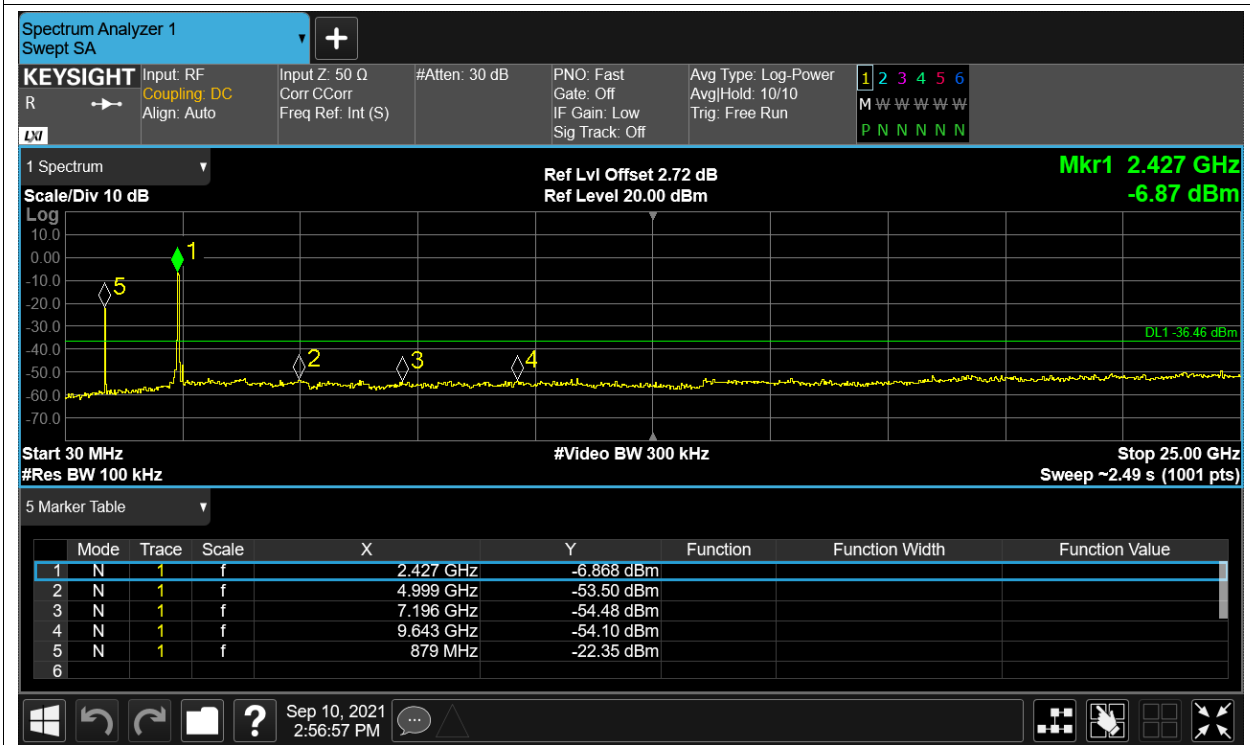 Spectrum Analyzer 1
Swept SA
KEYSIGHT
R
LXI
Input: RF
Coupling: DC
Align: Auto
Input Z: 50 Ω
Corr CCorr
Freq Ref: Int (S)
#Atten: 30 dB
PNO: Fast
Gate: Off
IF Gain: Low
Sig Track: Off
Avg Type: Log-Power
Avg|Hold: 10/10
Trig: Free Run
1 2 3 4 5 6
M W W W W W
P N N N N N
1 Spectrum
Scale/Div 10 dB
Ref Lvl Offset 2.72 dB
Ref Level 20.00 dBm
Mkr1 2.427 GHz
-6.87 dBm
Log
10.0
0.00
-10.0
-20.0
-30.0
-40.0
-50.0
-60.0
-70.0
1
5
2
3
4
DL1 -36.46 dBm
Start 30 MHz
#Video BW 300 kHz
Stop 25.00 GHz
#Res BW 100 kHz
Sweep ~2.49 s (1001 pts)
5 Marker Table
Mode Trace Scale X Y Function Function Width Function Value
1 N 1 f 2.427 GHz -6.868 dBm
2 N 1 f 4.999 GHz -53.50 dBm
3 N 1 f 7.196 GHz -54.48 dBm
4 N 1 f 9.643 GHz -54.10 dBm
5 N 1 f 879 MHz -22.35 dBm
6
?
Sep 10, 2021
2:56:57 PM